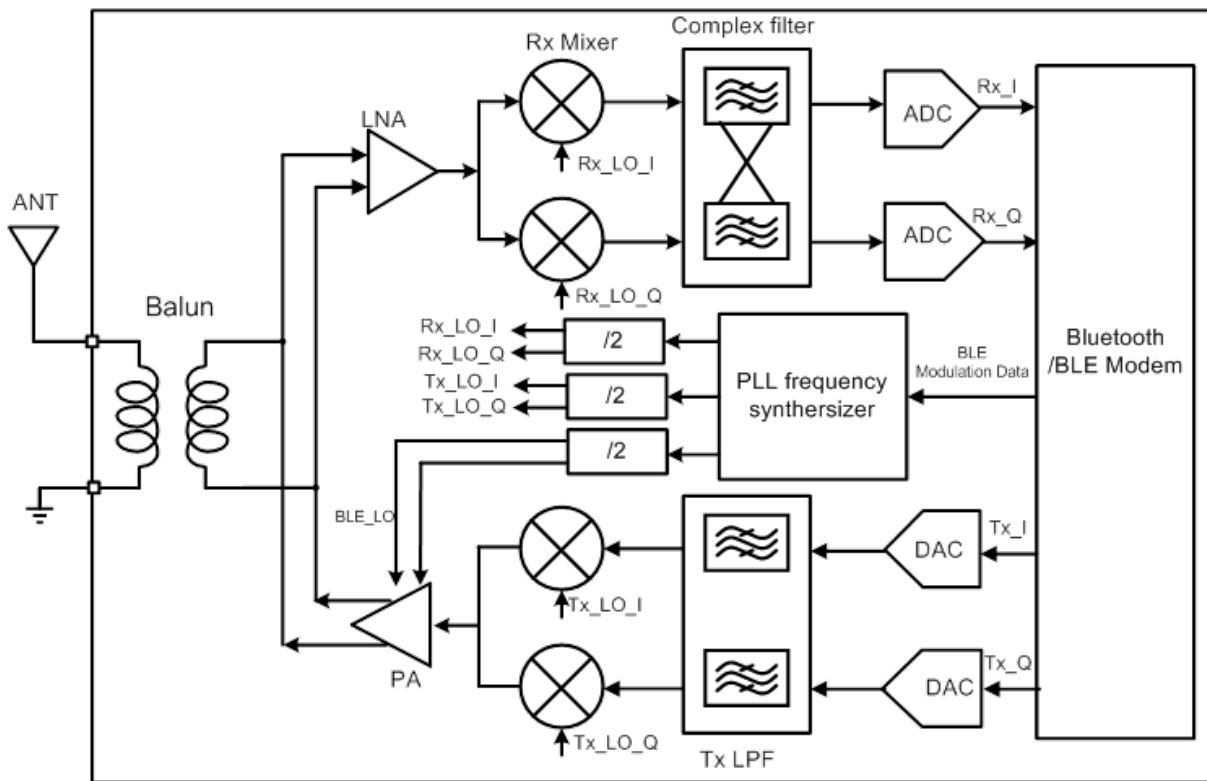 Complex filter
Rx Mixer
LNA
ADC
Rx_I
Rx_LO_I
ANT
ADC
Rx_Q
Balun
Rx_LO_Q
Rx_LO_I
Rx_LO_Q
/2
Tx_LO_I
Tx_LO_Q
/2
/2
PLL frequency
synthersizer
BLE
Modulation Data
Bluetooth
/BLE Modem
BLE_LO
DAC
Tx_I
Tx_LO_I
PA
DAC
Tx_Q
Tx_LO_Q
Tx LPF